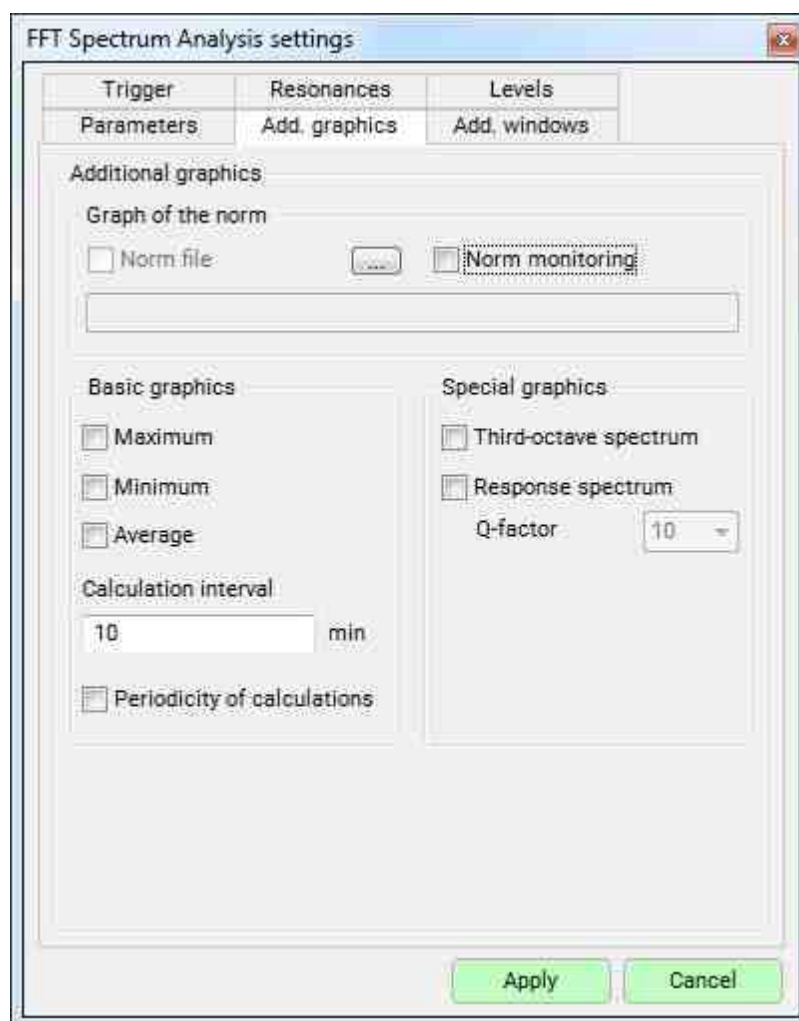 FFT Spectrum Analysis settings
Trigger Resonances Levels
Parameters Add. graphics Add. windows
Additional graphics
Graph of the norm
Norm file ... Norm monitoring
Basic graphics Special graphics
Maximum Third-octave spectrum
Minimum Response spectrum
Average Q-factor 10
Calculation interval
10 min
Periodicity of calculations
Apply Cancel